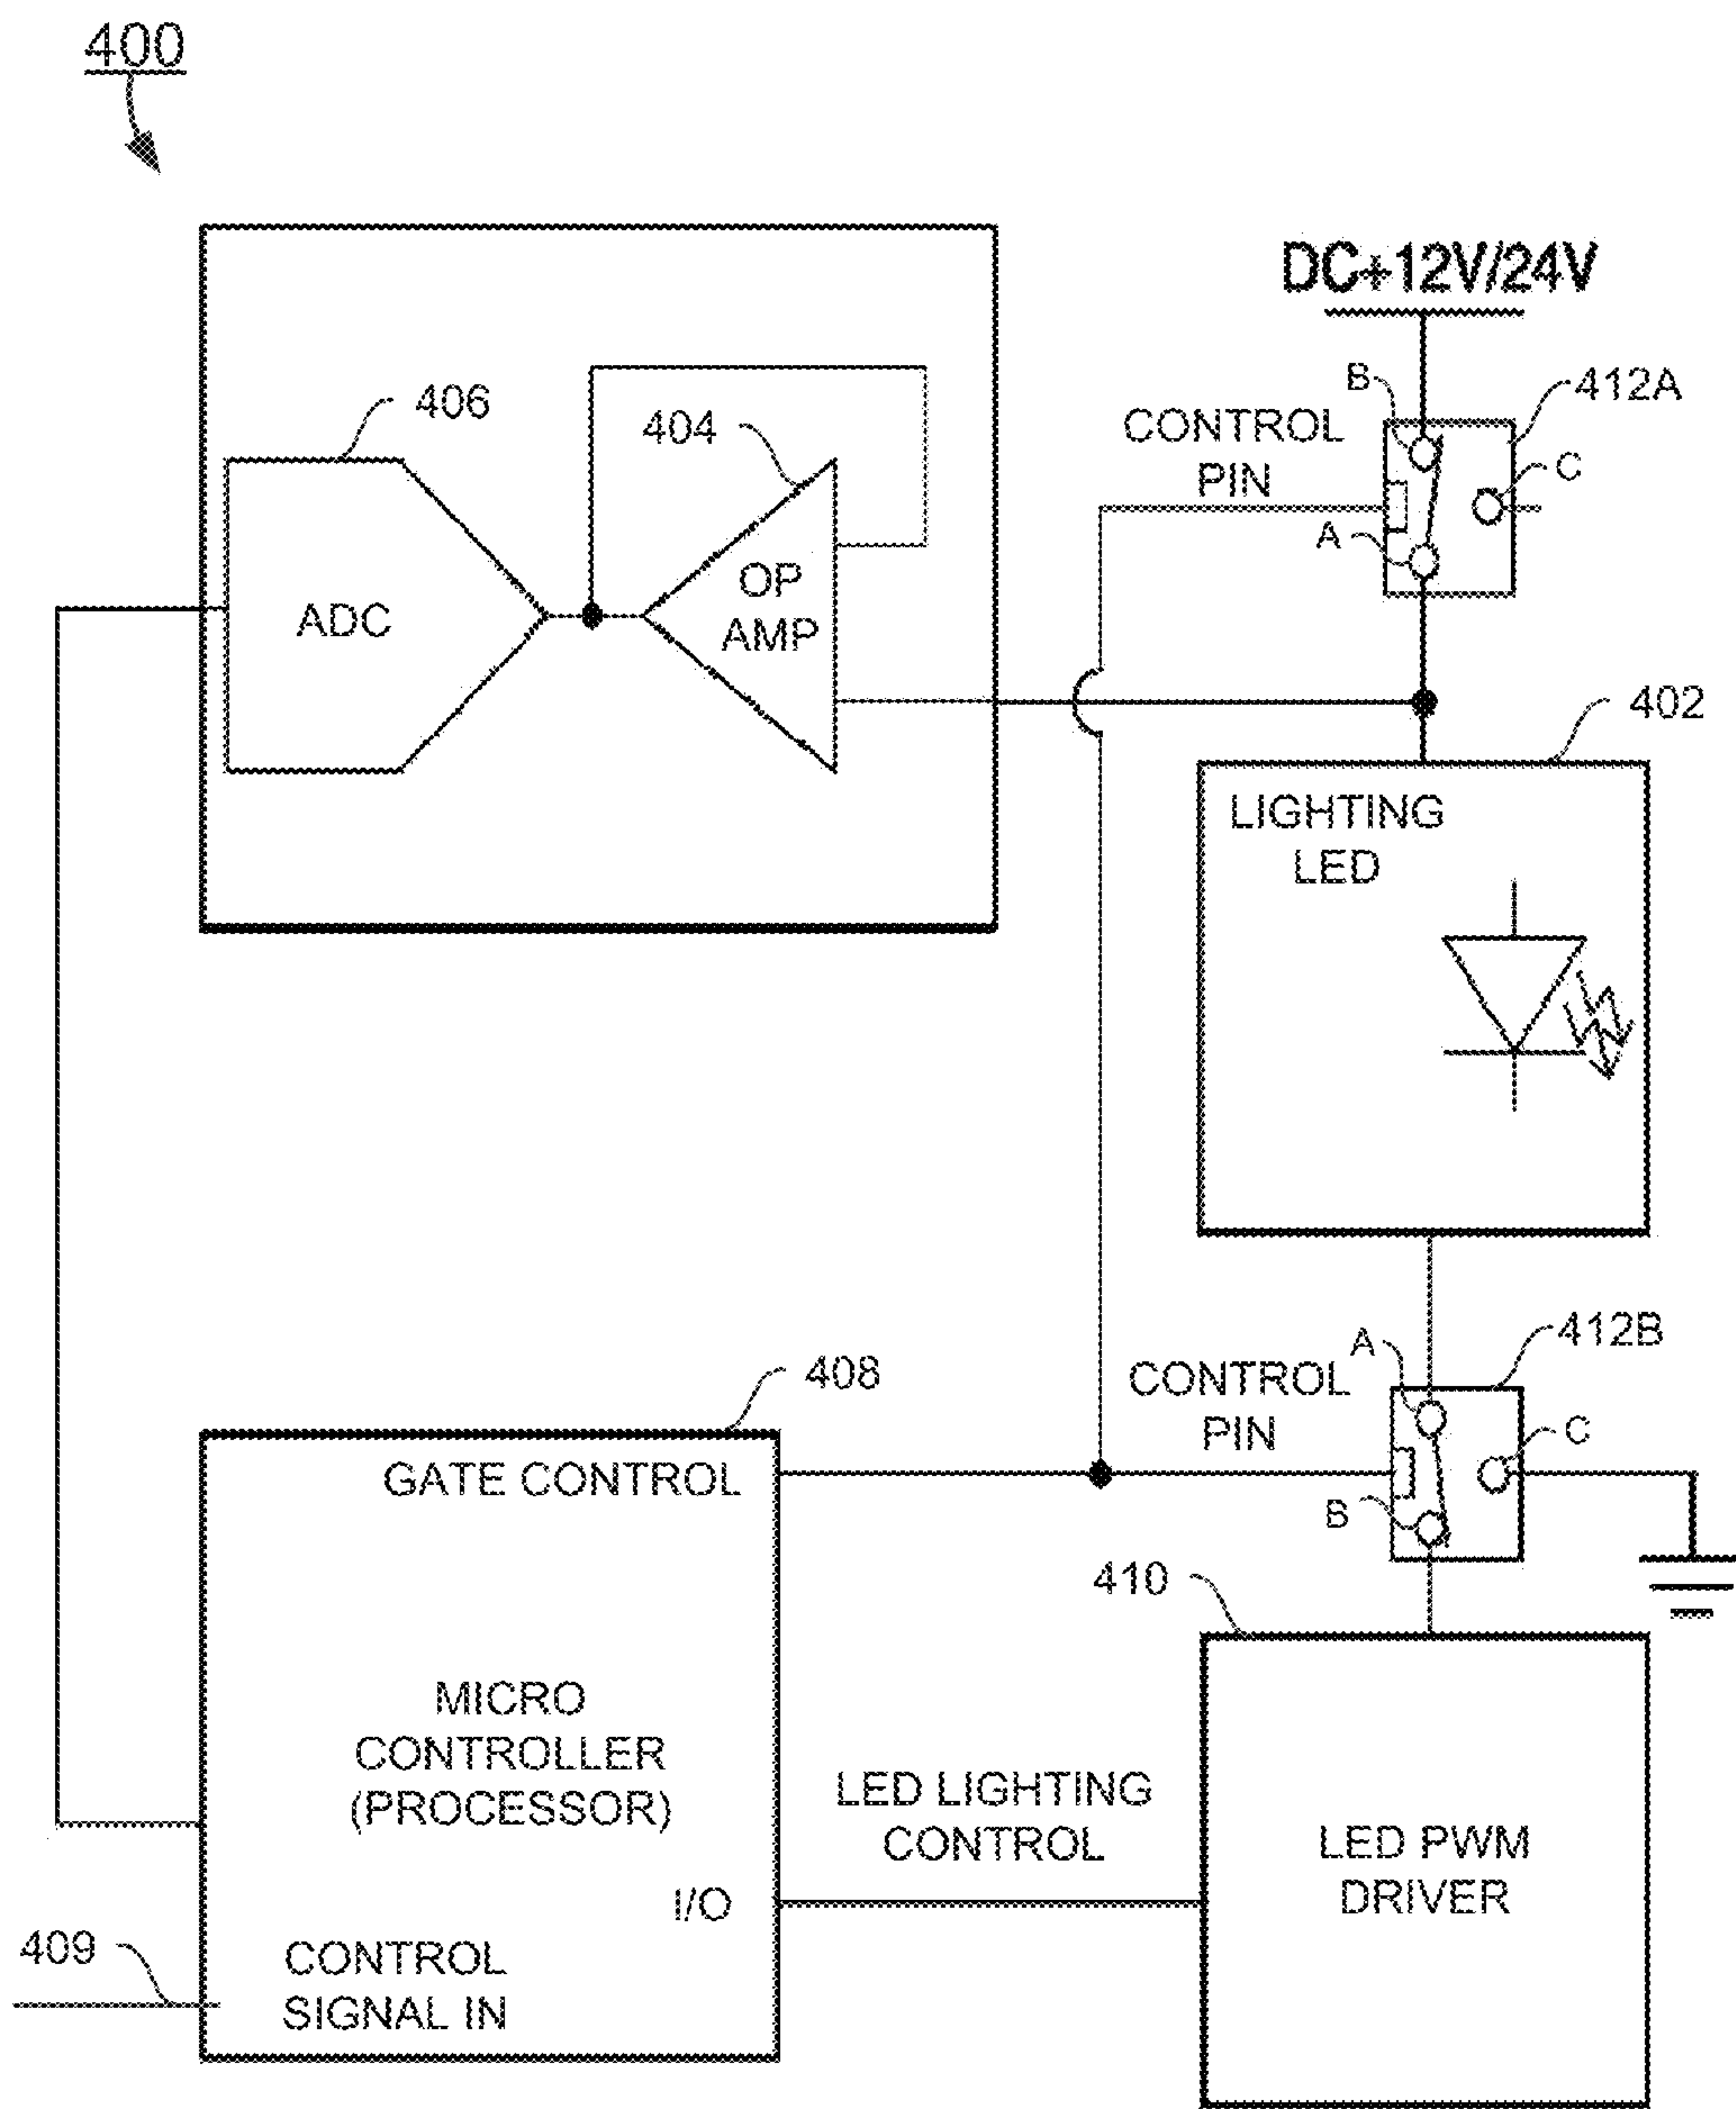 400
DC+12V/24V
406
404
B
412A
CONTROL
PIN
C
A
OP
AMP
ADC
402
LIGHTING
LED
A
412B
408
CONTROL
PIN
C
GATE CONTROL
B
410
MICRO
CONTROLLER
(PROCESSOR)
LED LIGHTING
CONTROL
LED PWM
DRIVER
I/O
409
CONTROL
SIGNAL IN